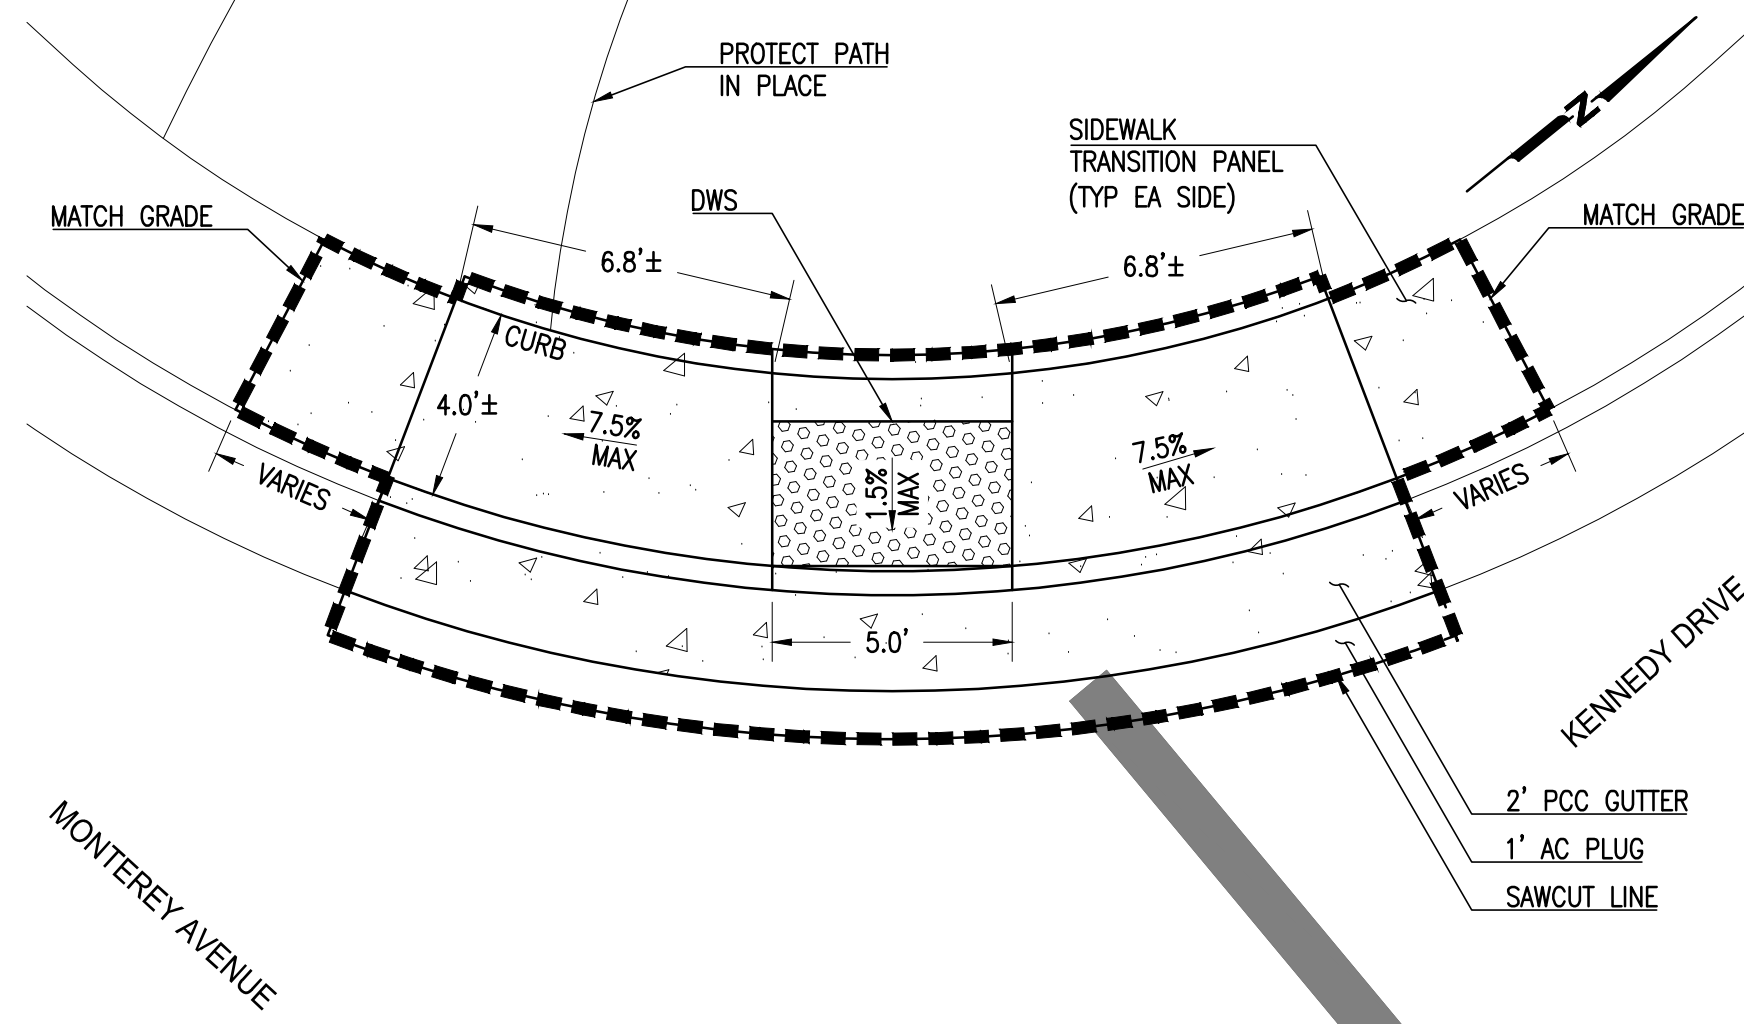 PROTECT PATH
IN PLACE
N
SIDEWALK
TRANSITION PANEL
(TYP EA SIDE)
DWS
MATCH GRADE
MATCH GRADE
6.8'±
6.8'±
CURB
4.0'±
7.5%
MAX
7.5%
MAX
1.5%
MAX
VARIES
VARIES
5.0'
KENNEDY DRIVE
2' PCC GUTTER
1' AC PLUG
SAWCUT LINE
MONTEREY AVENUE